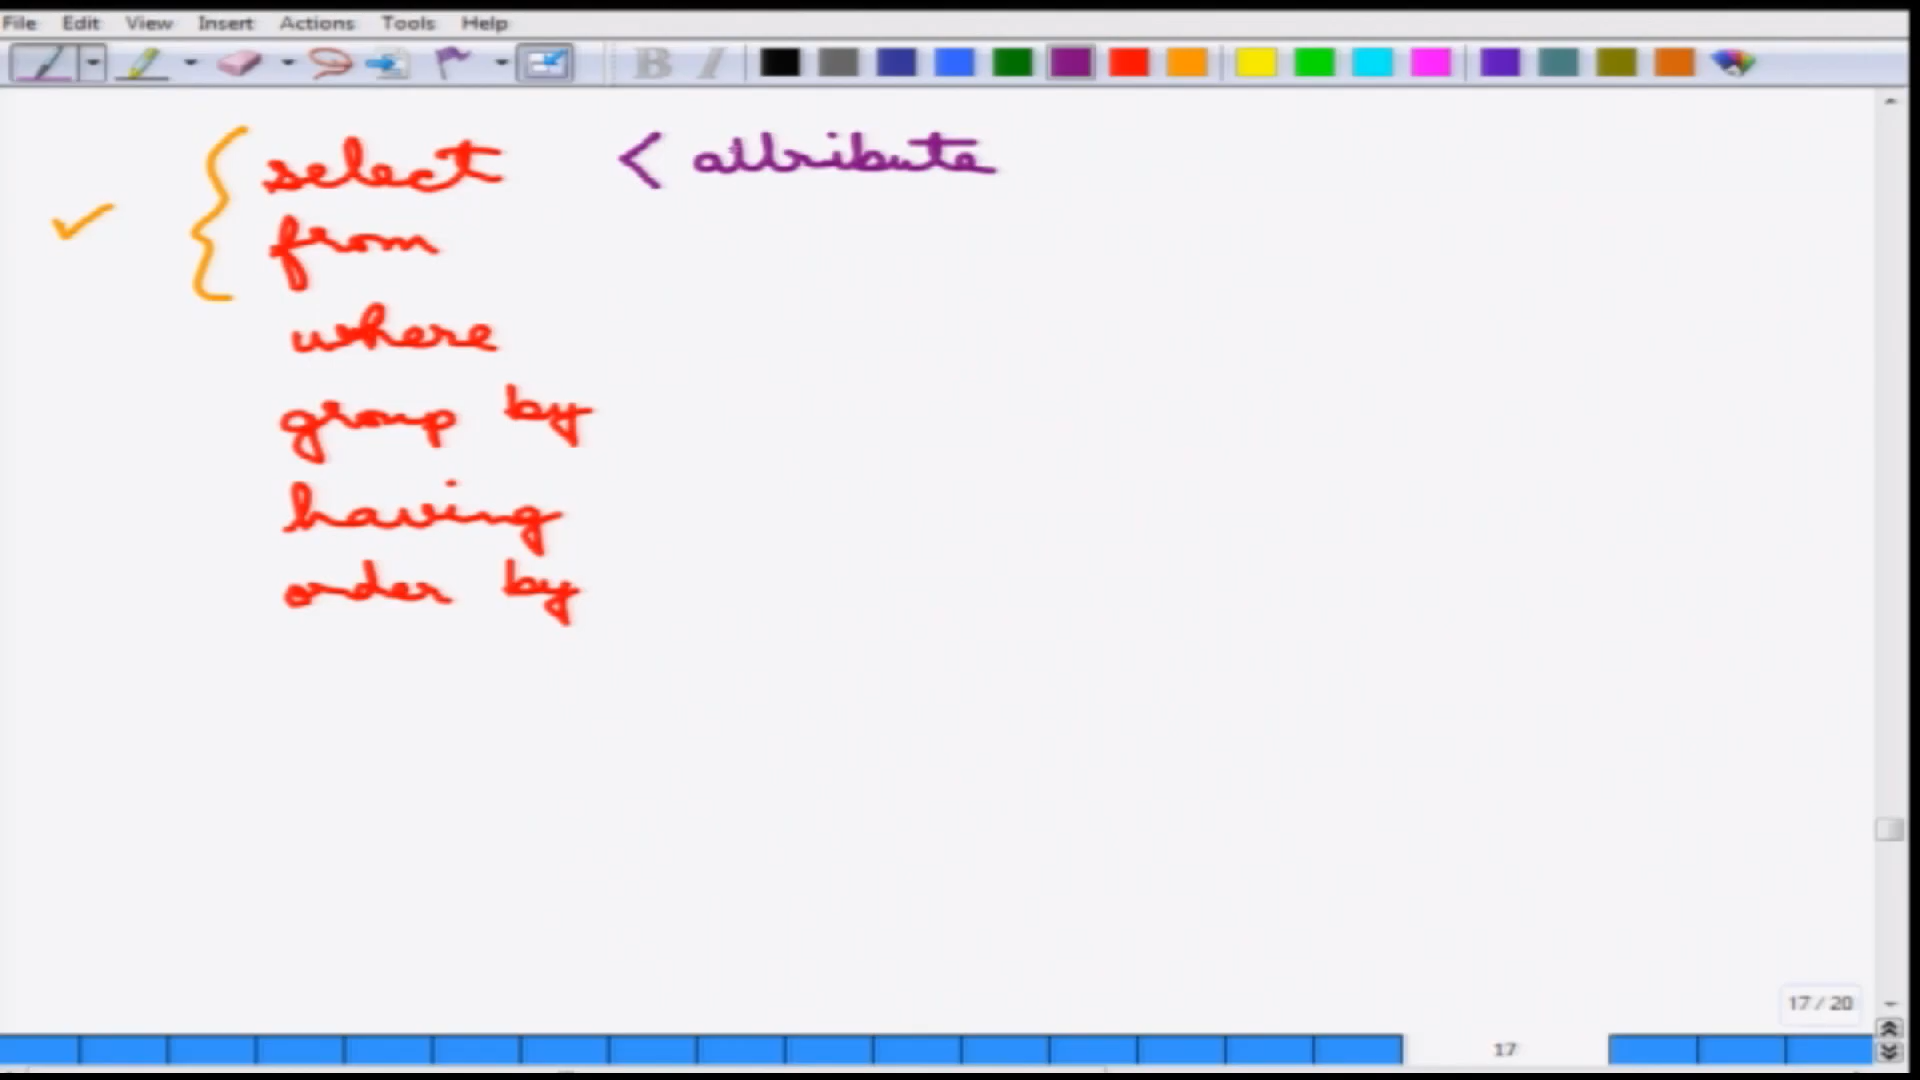 File Edit View Insert Actions Tools Help
B I
select < attribute
from
where
group by
having
order by
17 / 20
17